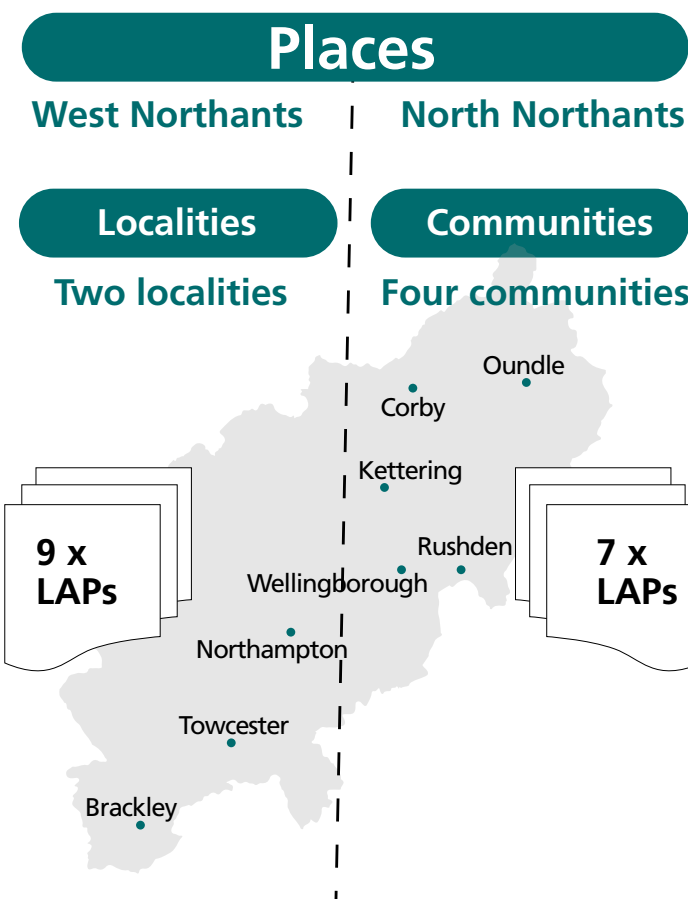 Places
West Northants
North Northants
Localities
Communities
Two localities
Four communities
Oundle
Corby
Kettering
9 x
LAPs
7 x
LAPs
Rushden
Wellingborough
Northampton
Towcester
Brackley